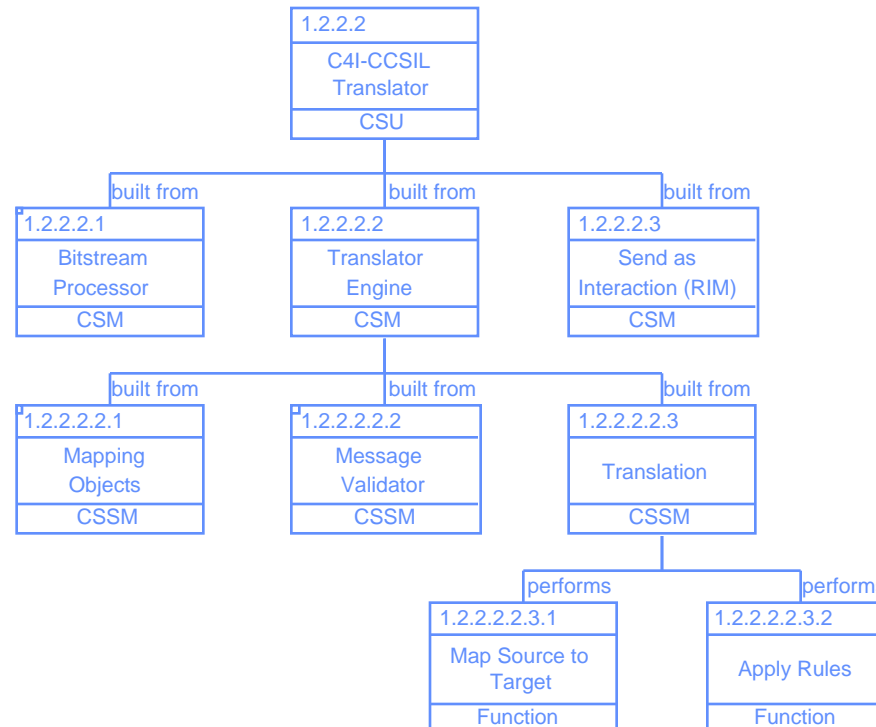 1.2.2.2
C4I-CCSIL
Translator
CSU
built from
built from
built from
1.2.2.2.1
Bitstream
Processor
CSM
1.2.2.2.2
Translator
Engine
CSM
1.2.2.2.3
Send as
Interaction (RIM)
CSM
built from
built from
built from
1.2.2.2.2.1
Mapping
Objects
CSSM
1.2.2.2.2.2
Message
Validator
CSSM
1.2.2.2.2.3
Translation
CSSM
performs
perform
1.2.2.2.2.3.1
Map Source to
Target
Function
1.2.2.2.2.3.2
Apply Rules
Function